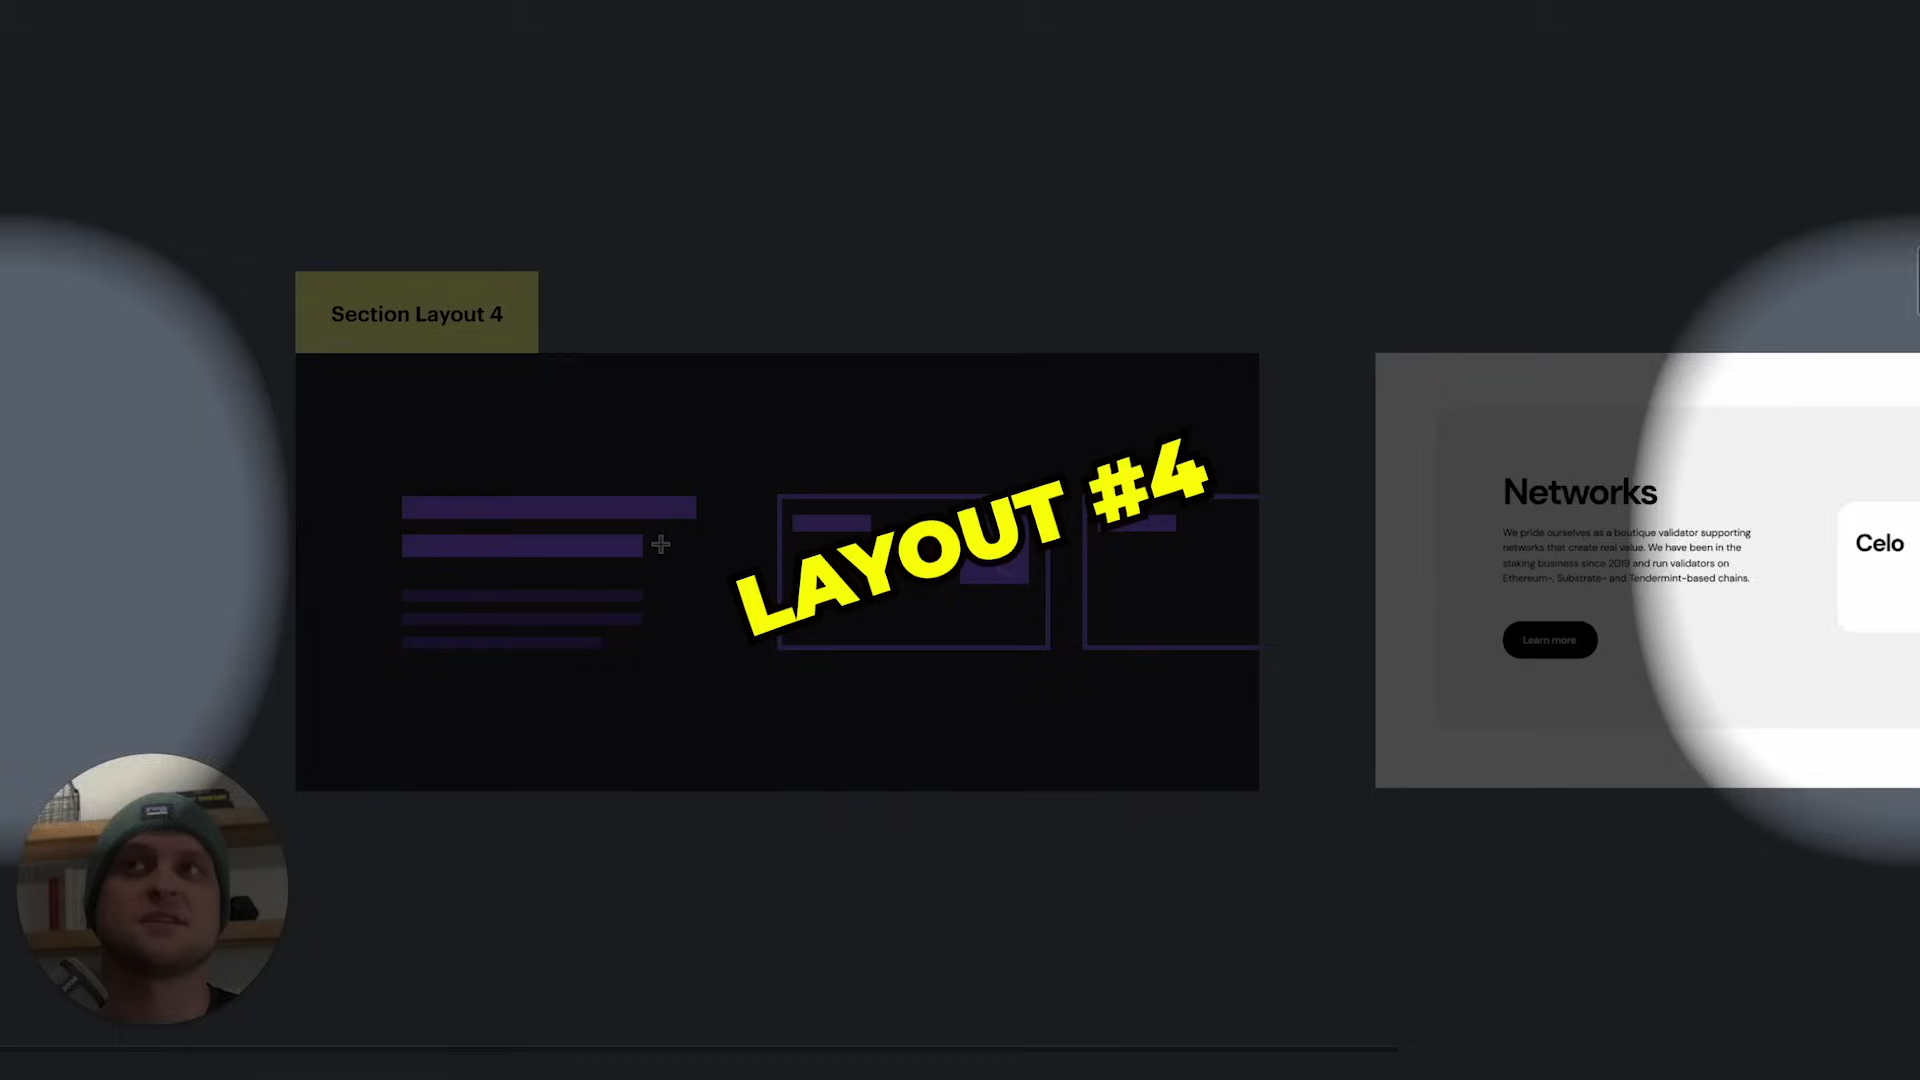 Section Layout 4
LAYOUT #4
Networks
We pride ourselves as a boutique validator supporting
networks that create real value. We have been in the
staking business since 2019 and run validators on
Ethereum-, Substrate- and Tendermint-based chains.
Learn more
Celo